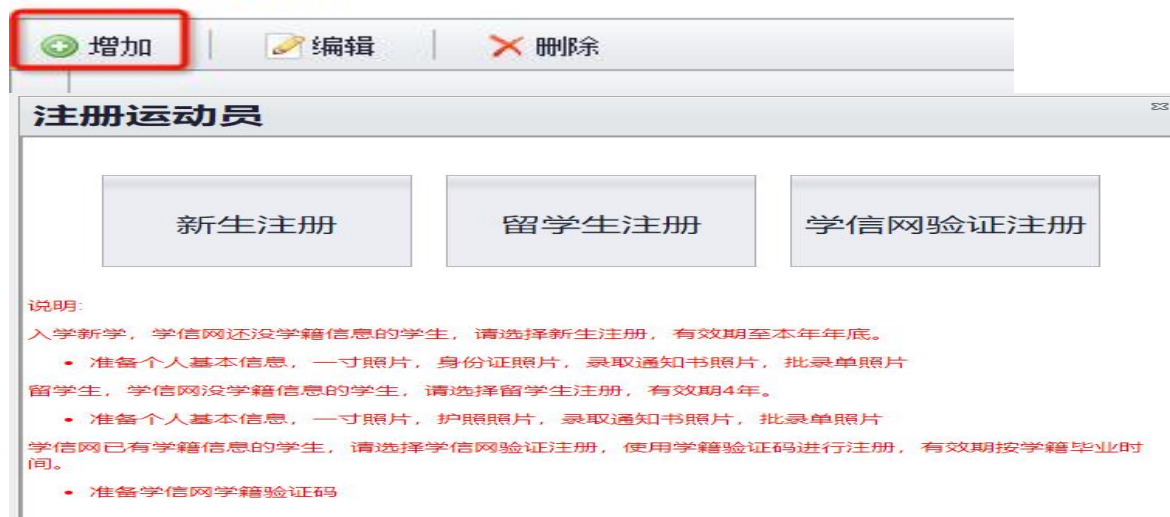 增加 编辑 删除
注册运动员
新生注册 留学生注册 学信网验证注册
说明:
入学新学，学信网还没学籍信息的学生，请选择新生注册，有效期至本年年底。
• 准备个人基本信息，一寸照片，身份证照片，录取通知书照片，批录单照片
留学生，学信网没学籍信息的学生，请选择留学生注册，有效期4年。
• 准备个人基本信息，一寸照片，护照照片，录取通知书照片，批录单照片
学信网已有学籍信息的学生，请选择学信网验证注册，使用学籍验证码进行注册，有效期按学籍毕业时
间。
• 准备学信网学籍验证码